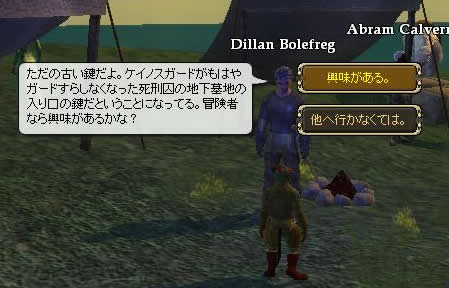 Abram Calvern
Dillan Bolefreg
ただの古い鍵だよ。ケイノスガードがもはや
ガードすらしなくなった死刑囚の地下墓地の
入り口の鍵だということになってる。冒険者
なら興味があるかな？
興味がある。
他へ行かなくては。